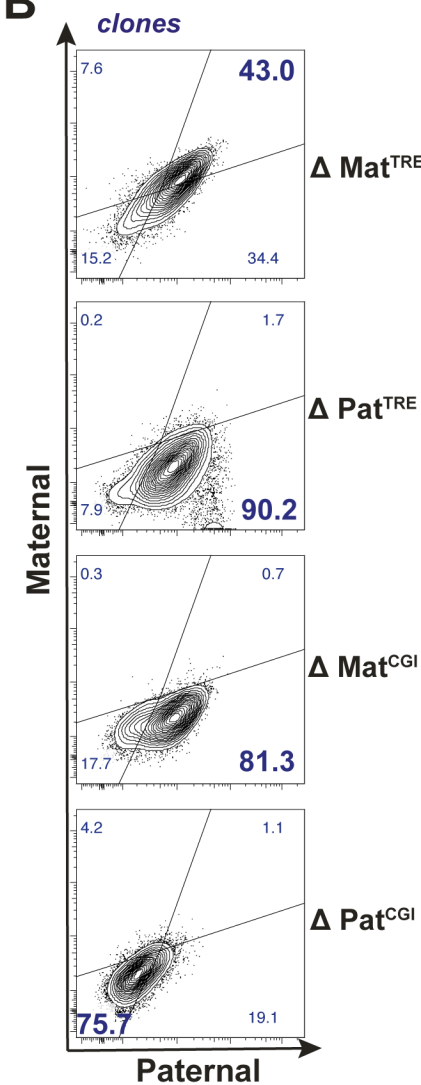 B
clones
7.6 43.0
Δ Mat^TRE
15.2 34.4
0.2 1.7
Δ Pat^TRE
7.9 90.2
0.3 0.7
Δ Mat^CGI
17.7 81.3
4.2 1.1
Δ Pat^CGI
75.7 19.1
Maternal
Paternal